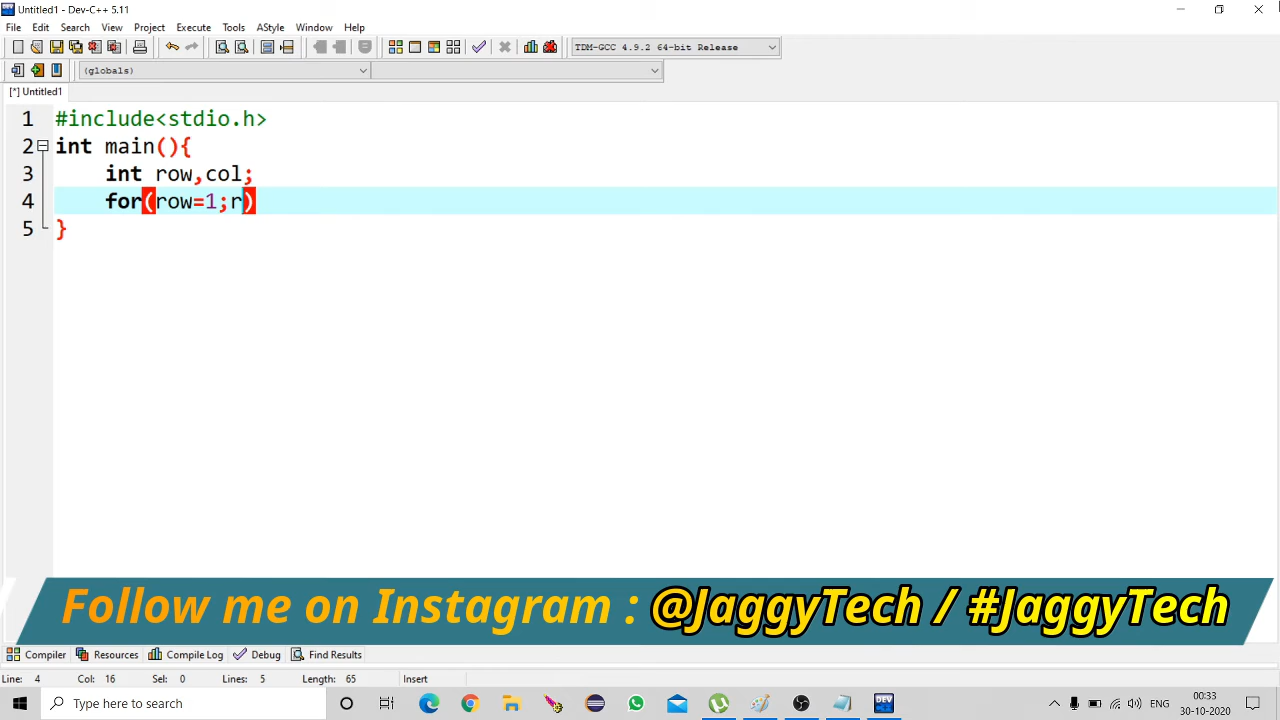 Untitled1 - Dev-C++ 5.11
File Edit Search View Project Execute Tools AStyle Window Help
TDM-GCC 4.9.2 64-bit Release
(globals)
[*] Untitled1
1 #include<stdio.h>
2 int main(){
3 int row,col;
4 for(row=1;r)
5 }
Follow me on Instagram : @JaggyTech / #JaggyTech
Compiler Resources Compile Log Debug Find Results
Line: 4 Col: 16 Sel: 0 Lines: 5 Length: 65 Insert
Type here to search
ENG
00:33
30-10-2020